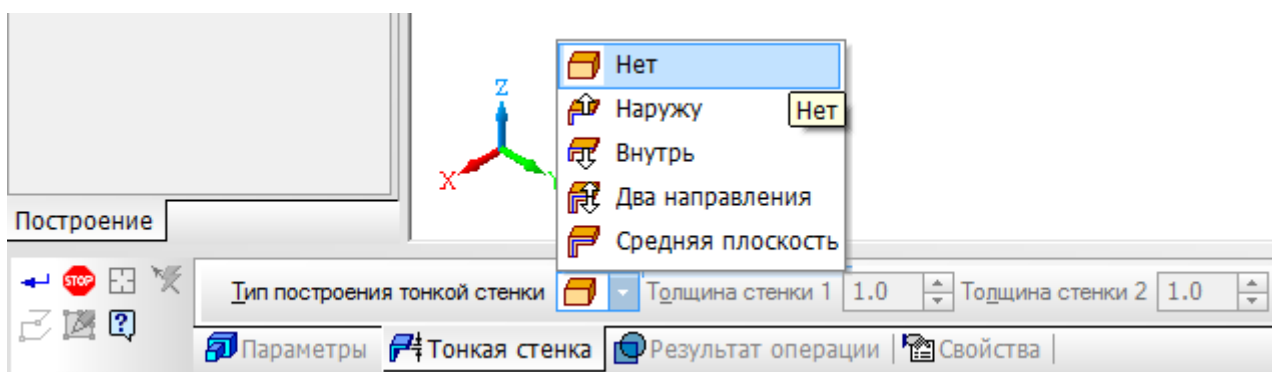 Нет
Z
Наружу
Нет
Внутрь
X
Два направления
Построение
Средняя плоскость
STOP
Тип построения тонкой стенки
Толщина стенки 1 1.0
Толщина стенки 2 1.0
?
Параметры
Тонкая стенка
Результат операции
Свойства